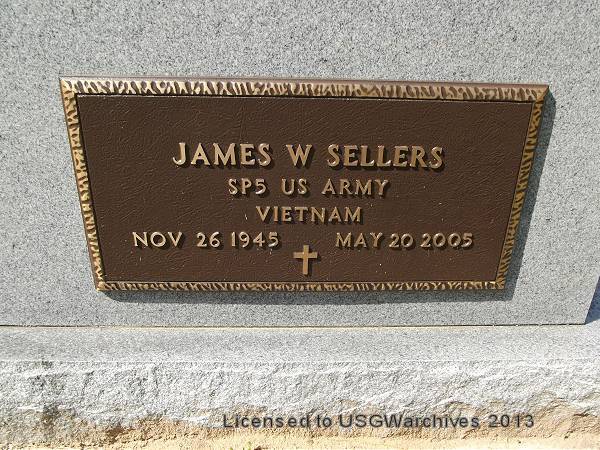 JAMES W SELLERS
SP5 US ARMY
VIETNAM
NOV 26 1945 MAY 20 2005
Licensed to USGWarchives 2013